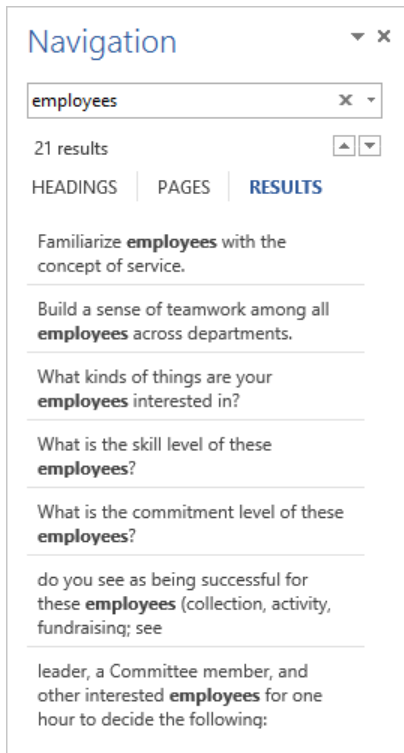 Navigation
employees
21 results
HEADINGS PAGES RESULTS
Familiarize employees with the
concept of service.
Build a sense of teamwork among all
employees across departments.
What kinds of things are your
employees interested in?
What is the skill level of these
employees?
What is the commitment level of these
employees?
do you see as being successful for
these employees (collection, activity,
fundraising; see
leader, a Committee member, and
other interested employees for one
hour to decide the following: